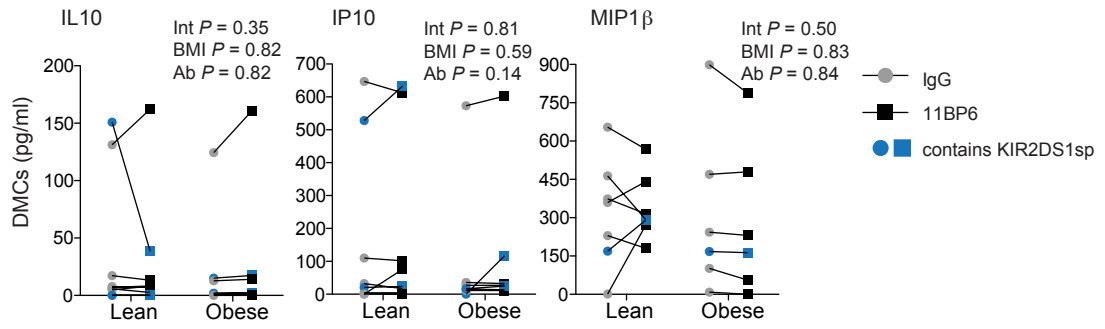 IL10
Int P = 0.35
BMI P = 0.82
Ab P = 0.82
200
150
100
50
0
DMCs (pg/ml)
Lean Obese
IP10
Int P = 0.81
BMI P = 0.59
Ab P = 0.14
700
600
500
400
300
200
100
0
Lean Obese
MIP1β
Int P = 0.50
BMI P = 0.83
Ab P = 0.84
900
750
600
450
300
150
0
Lean Obese
IgG
11BP6
contains KIR2DS1sp